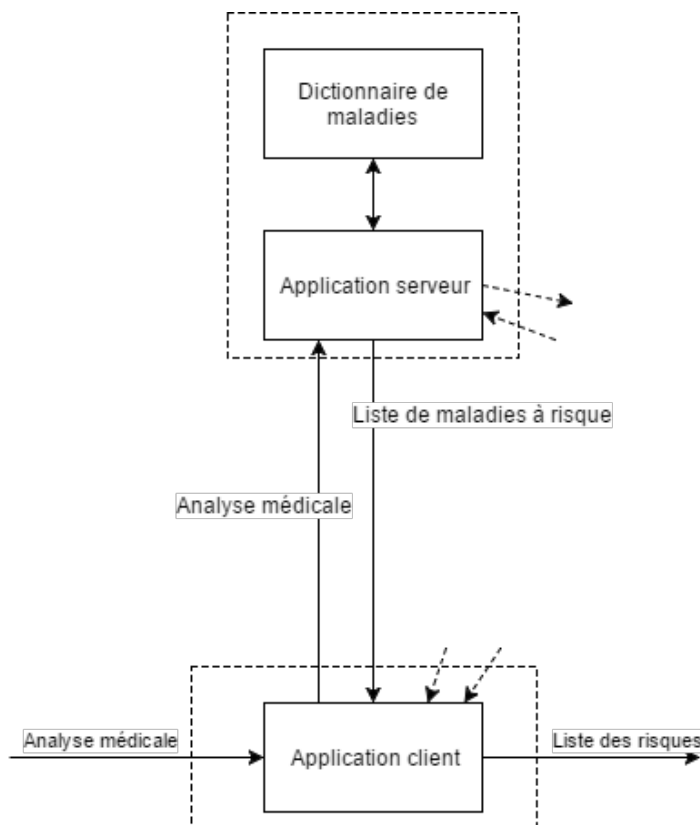 Dictionnaire de
maladies
Application serveur
Liste de maladies à risque
Analyse médicale
Analyse médicale
Application client
Liste des risques